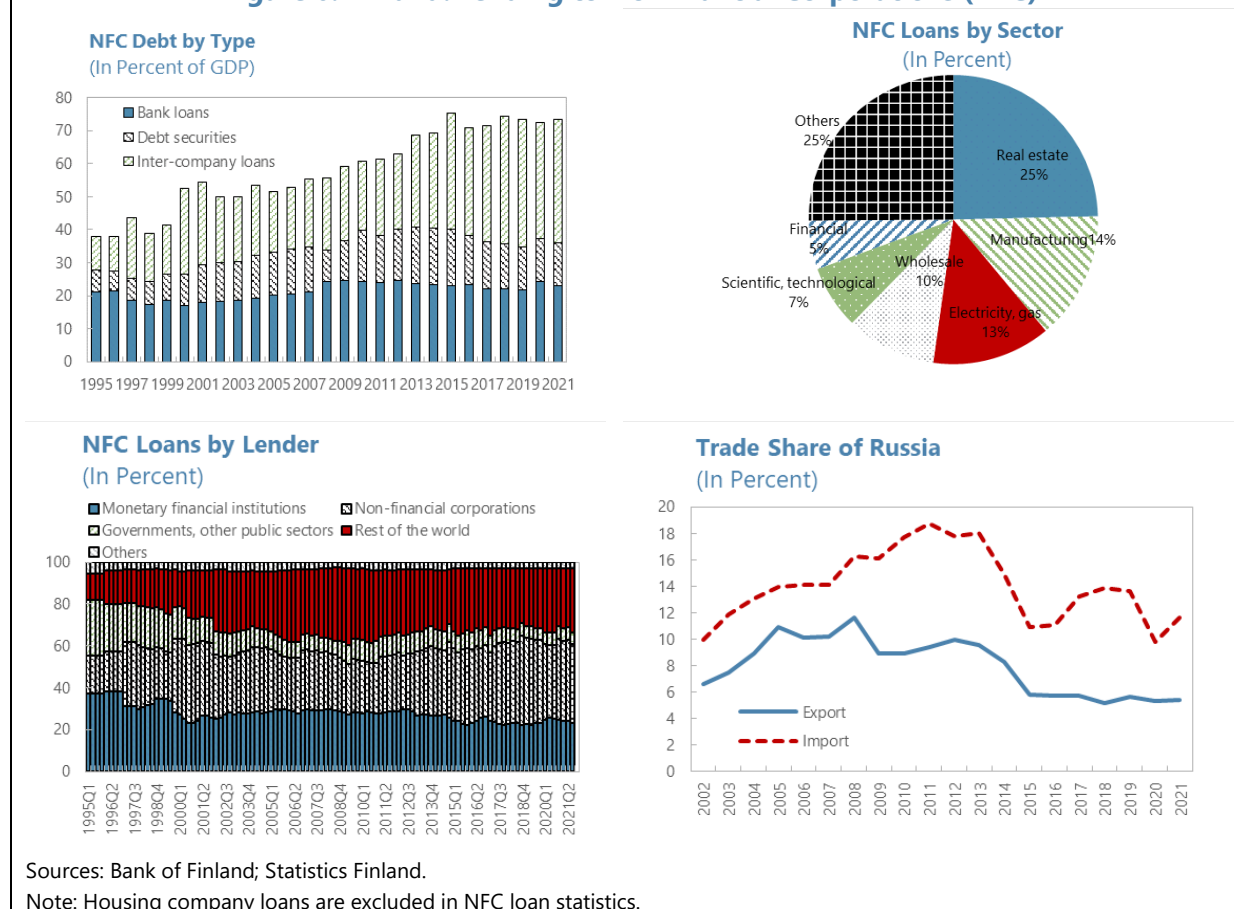 NFC Debt by Type
(In Percent of GDP)
80
70
60
50
40
30
20
10
0
Bank loans
Debt securities
Inter-company loans
1995 1997 1999 2001 2003 2005 2007 2009 2011 2013 2015 2017 2019 2021
NFC Loans by Sector
(In Percent)
Others
25%
Real estate
25%
Financial
5%
Manufacturing14%
Wholesale
10%
Scientific, technological
7%
Electricity, gas
13%
NFC Loans by Lender
(In Percent)
Monetary financial institutions
Non-financial corporations
Governments, other public sectors
Rest of the world
Others
100
80
60
40
20
0
1995Q1
1996Q2
1997Q3
1998Q4
2000Q1
2001Q2
2002Q3
2003Q4
2005Q1
2006Q2
2007Q3
2008Q4
2010Q1
2011Q2
2012Q3
2013Q4
2015Q1
2016Q2
2017Q3
2018Q4
2020Q1
2021Q2
Trade Share of Russia
(In Percent)
20
18
16
14
12
10
8
6
4
2
0
Export
Import
2002
2003
2004
2005
2006
2007
2008
2009
2010
2011
2012
2013
2014
2015
2016
2017
2018
2019
2020
2021
Sources: Bank of Finland; Statistics Finland.
Note: Housing company loans are excluded in NFC loan statistics.